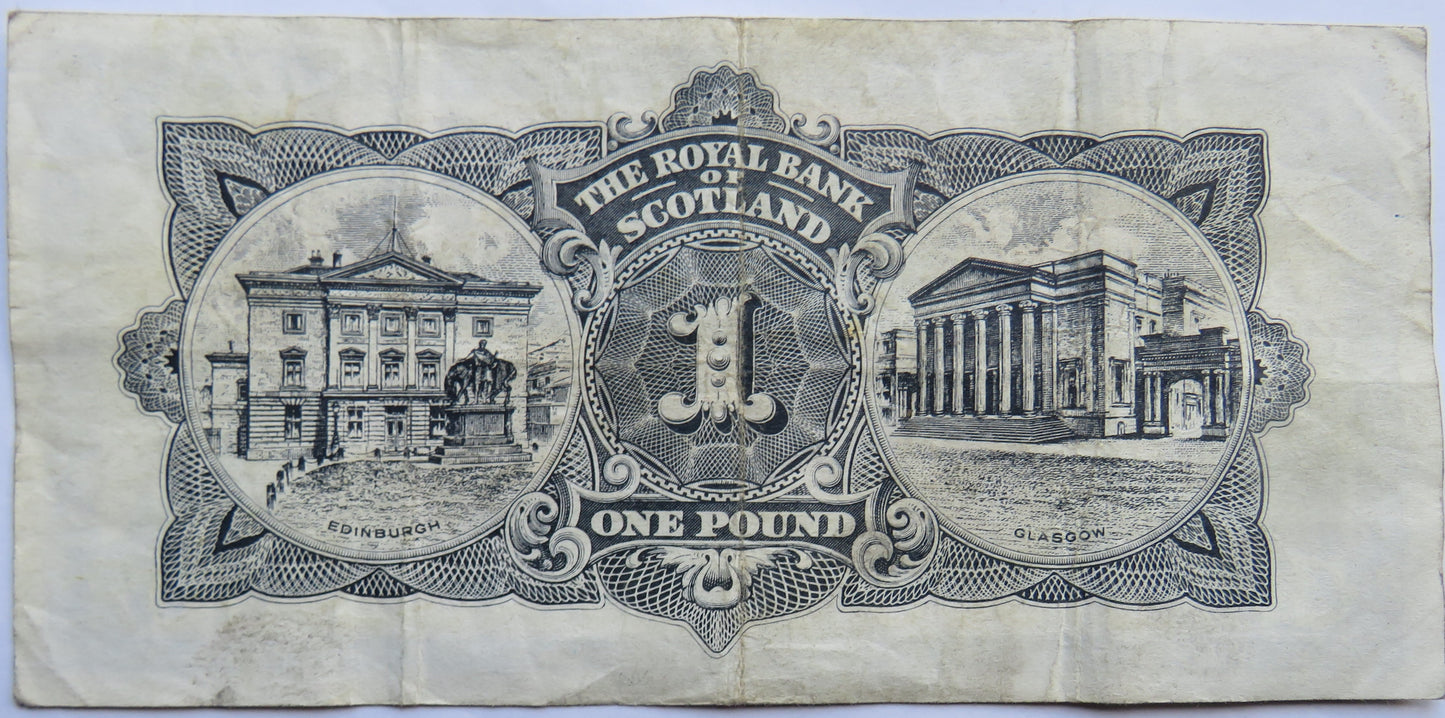 THE ROYAL BANK
OF
SCOTLAND
1
ONE POUND
EDINBURGH
GLASGOW